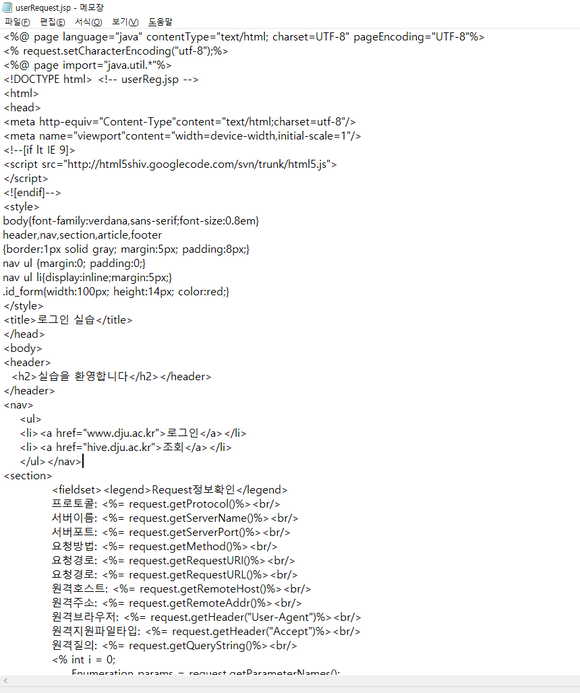 userRequest.jsp - 메모장
파일(F) 편집(E) 서식(O) 보기(V) 도움말
<%@ page language="java" contentType="text/html; charset=UTF-8" pageEncoding="UTF-8"%>
<% request.setCharacterEncoding("utf-8");%>
<%@ page import="java.util.*"%>
<!DOCTYPE html> <!-- userReg.jsp -->
<html>
<head>
<meta http-equiv="Content-Type"content="text/html;charset=utf-8"/>
<meta name="viewport"content="width=device-width,initial-scale=1"/>
<!--[if lt IE 9]>
<script src="http://html5shiv.googlecode.com/svn/trunk/html5.js">
</script>
<![endif]-->
<style>
body{font-family:verdana,sans-serif;font-size:0.8em}
header,nav,section,article,footer
{border:1px solid gray; margin:5px; padding:8px;}
nav ul {margin:0; padding:0;}
nav ul li{display:inline;margin:5px;}
.id_form{width:100px; height:14px; color:red;}
</style>
<title>로그인 실습</title>
</head>
<body>
<header>
<h2>실습을 환영합니다</h2></header>
</header>
<nav>
<ul>
<li><a href="www.dju.ac.kr">로그인</a></li>
<li><a href="hive.dju.ac.kr">조회</a></li>
</ul></nav>
<section>
<fieldset><legend>Request정보확인</legend>
프로토콜: <%= request.getProtocol()%><br/>
서버이름: <%= request.getServerName()%><br/>
서버포트: <%= request.getServerPort()%><br/>
요청방법: <%= request.getMethod()%><br/>
요청경로: <%= request.getRequestURI()%><br/>
요청경로: <%= request.getRequestURL()%><br/>
원격호스트: <%= request.getRemoteHost()%><br/>
원격주소: <%= request.getRemoteAddr()%><br/>
원격브라우저: <%= request.getHeader("User-Agent")%><br/>
원격지원파일타입: <%= request.getHeader("Accept")%><br/>
원격질의: <%= request.getQueryString()%><br/>
<% int i = 0;
Enumeration params = request.getParameterNames();